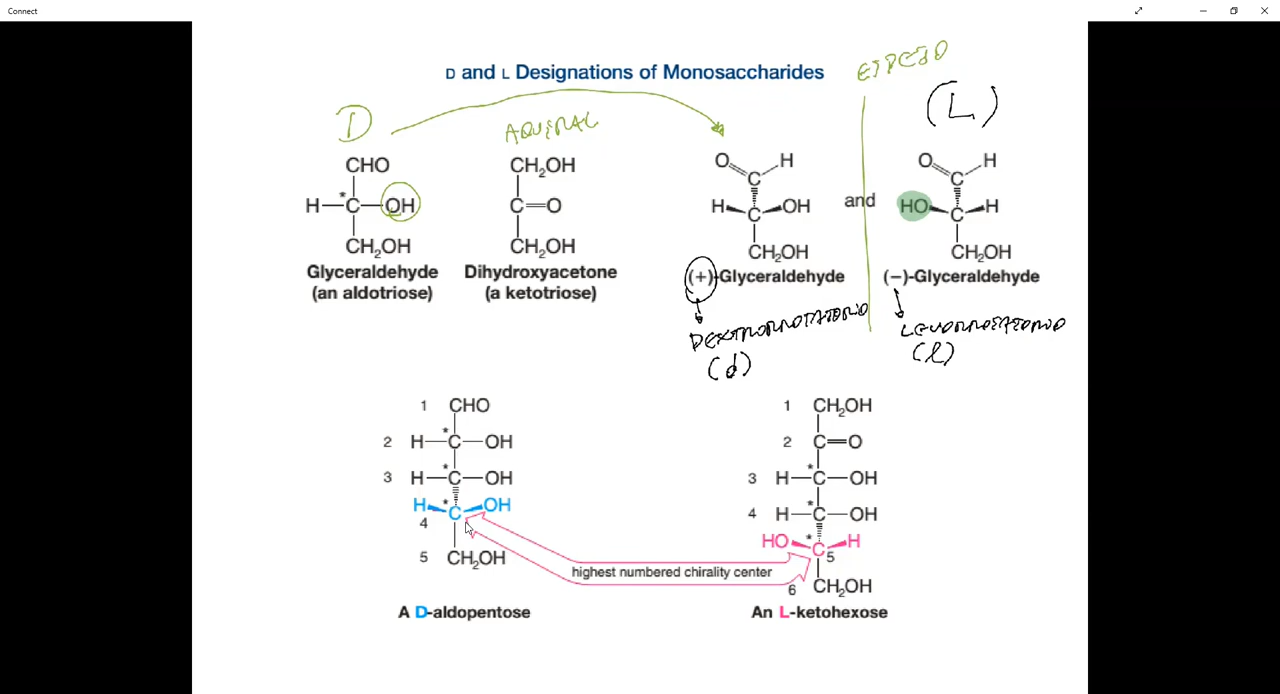 Connect
D and L Designations of Monosaccharides
ESPEJO
D
AQUIRAL
(L)
CHO
H—*C—OH
CH₂OH
Glyceraldehyde
(an aldotriose)
CH₂OH
C=O
CH₂OH
Dihydroxyacetone
(a ketotriose)
O H
C
H C OH
CH₂OH
(+)-Glyceraldehyde
DEXTRORROTATORIO
(d)
and
O H
C
HO C H
CH₂OH
(−)-Glyceraldehyde
LEVORROTATORIO
(l)
1 CHO
2 H—*C—OH
3 H—*C—OH
4 H *C OH
5 CH₂OH
A D-aldopentose
highest numbered chirality center
1 CH₂OH
2 C=O
3 H—*C—OH
4 H—*C—OH
HO *C H
5
6 CH₂OH
An L-ketohexose